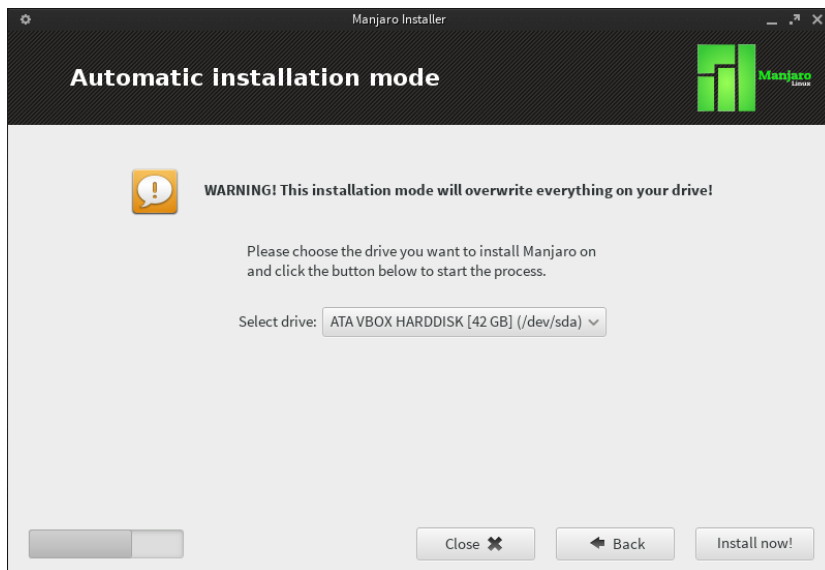 Manjaro Installer
Automatic installation mode
Manjaro
Linux
WARNING! This installation mode will overwrite everything on your drive!
Please choose the drive you want to install Manjaro on
and click the button below to start the process.
Select drive: ATA VBOX HARDDISK [42 GB] (/dev/sda)
Close Back Install now!